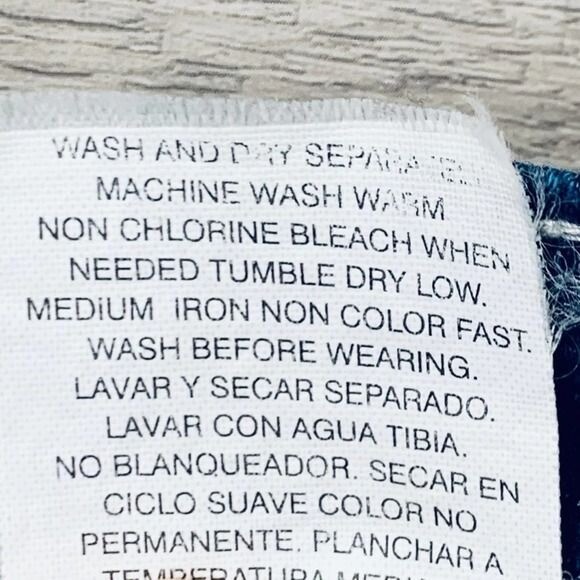 WASH AND DRY SEPARATELY
MACHINE WASH WARM
NON CHLORINE BLEACH WHEN
NEEDED TUMBLE DRY LOW.
MEDIUM IRON NON COLOR FAST.
WASH BEFORE WEARING.
LAVAR Y SECAR SEPARADO.
LAVAR CON AGUA TIBIA.
NO BLANQUEADOR. SECAR EN
CICLO SUAVE COLOR NO
PERMANENTE. PLANCHAR A
TEMPERATURA